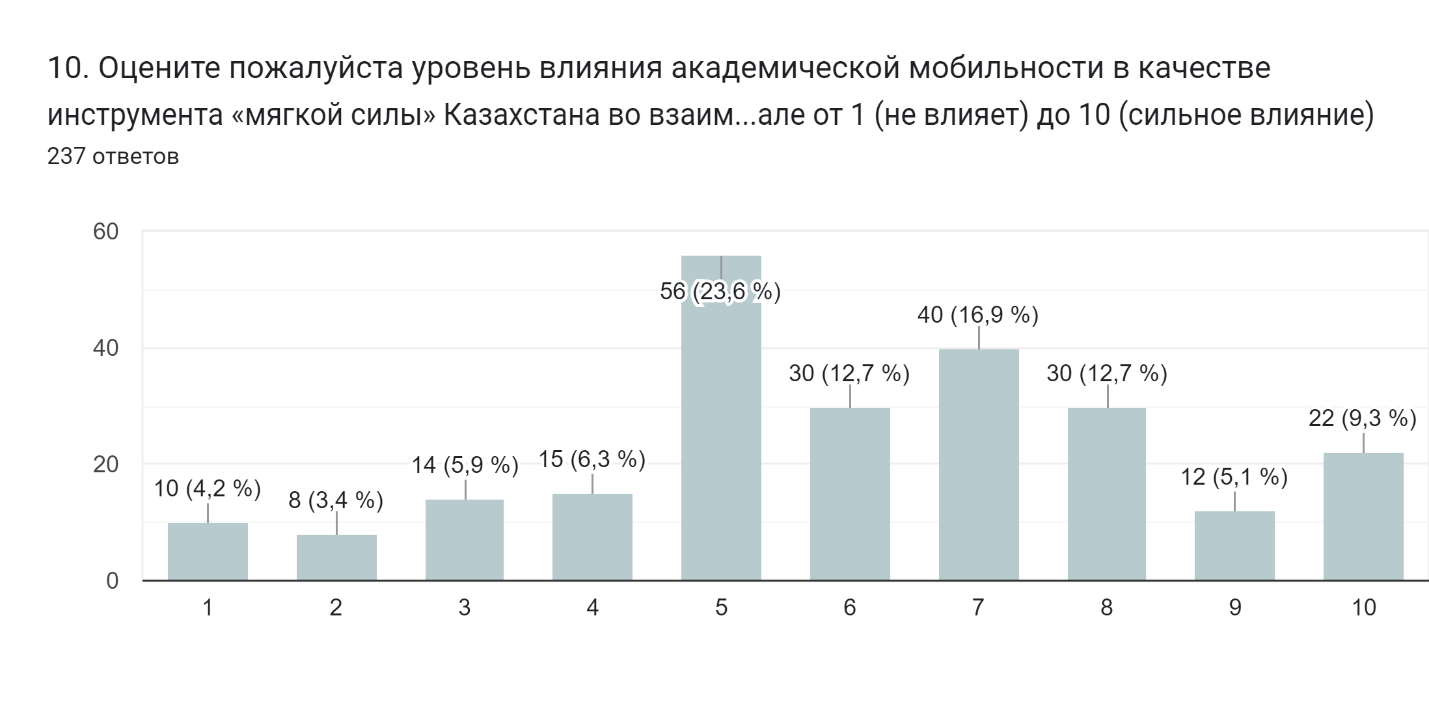 10. Оцените пожалуйста уровень влияния академической мобильности в качестве
инструмента «мягкой силы» Казахстана во взаим...але от 1 (не влияет) до 10 (сильное влияние)
237 ответов
60
40
20
0
10 (4,2 %)
8 (3,4 %)
14 (5,9 %)
15 (6,3 %)
56 (23,6 %)
30 (12,7 %)
40 (16,9 %)
30 (12,7 %)
12 (5,1 %)
22 (9,3 %)
1 2 3 4 5 6 7 8 9 10